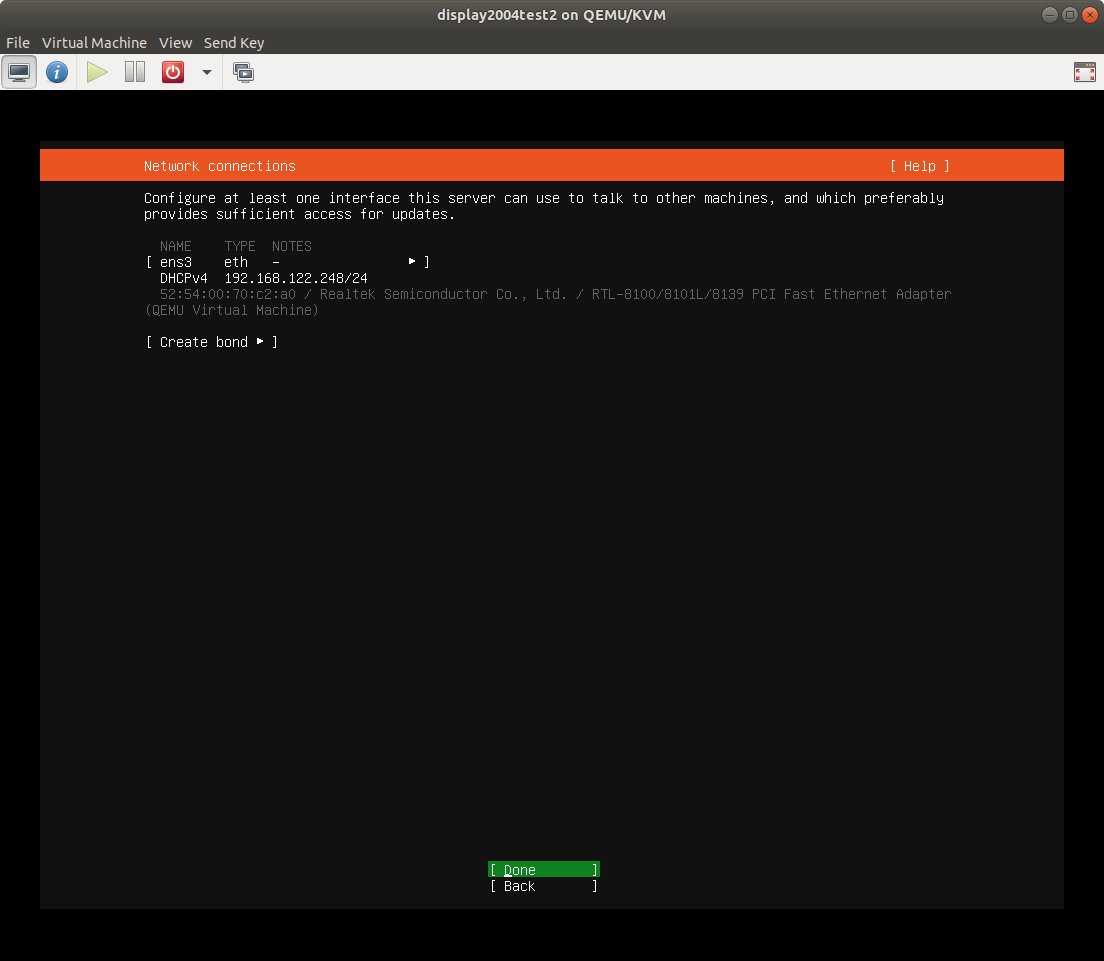 display2004test2 on QEMU/KVM
File Virtual Machine View Send Key
Network connections [ Help ]
Configure at least one interface this server can use to talk to other machines, and which preferably
provides sufficient access for updates.
NAME TYPE NOTES
[ ens3 eth – ▸ ]
DHCPv4 192.168.122.248/24
52:54:00:70:c2:a0 / Realtek Semiconductor Co., Ltd. / RTL-8100/8101L/8139 PCI Fast Ethernet Adapter
(QEMU Virtual Machine)
[ Create bond ▸ ]
[ Done ]
[ Back ]